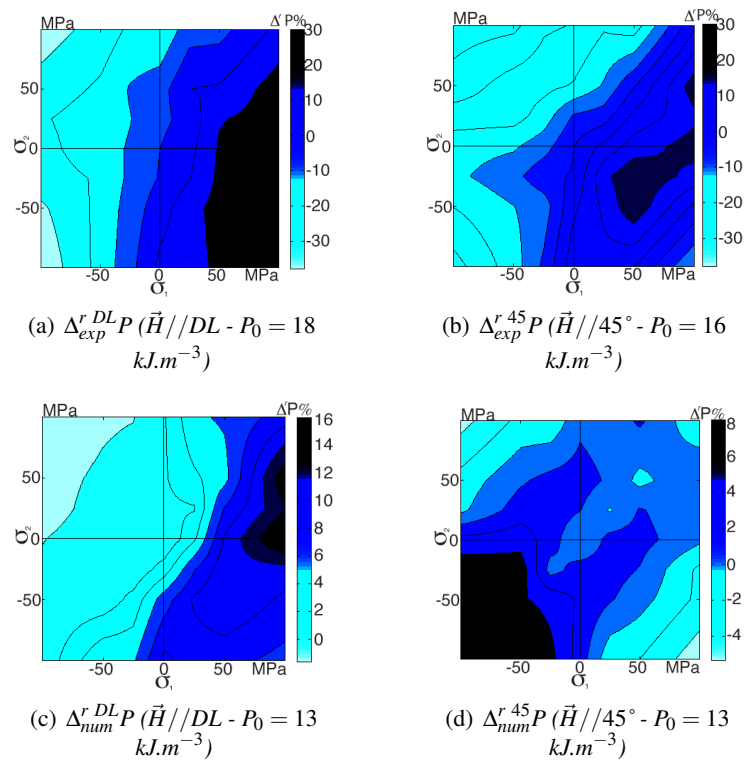 MPa ΔʳP%
30
20
10
0
-10
-20
-30
50
0
-50
σ₂
-50 0 50 MPa
σ₁
(a) Δ^{r DL}_{exp} P (H⃗//DL - P₀ = 18
kJ.m⁻³)
MPa ΔʳP%
30
20
10
0
-10
-20
-30
50
0
-50
σ₂
-50 0 50 MPa
σ₁
(b) Δ^{r 45}_{exp} P (H⃗//45° - P₀ = 16
kJ.m⁻³)
MPa ΔʳP%
16
14
12
10
8
6
4
2
0
50
0
-50
σ₂
-50 0 50 MPa
σ₁
(c) Δ^{r DL}_{num} P (H⃗//DL - P₀ = 13
kJ.m⁻³)
MPa ΔʳP%
8
6
4
2
0
-2
-4
50
0
-50
σ₂
-50 0 50 MPa
σ₁
(d) Δ^{r 45}_{num} P (H⃗//45° - P₀ = 13
kJ.m⁻³)